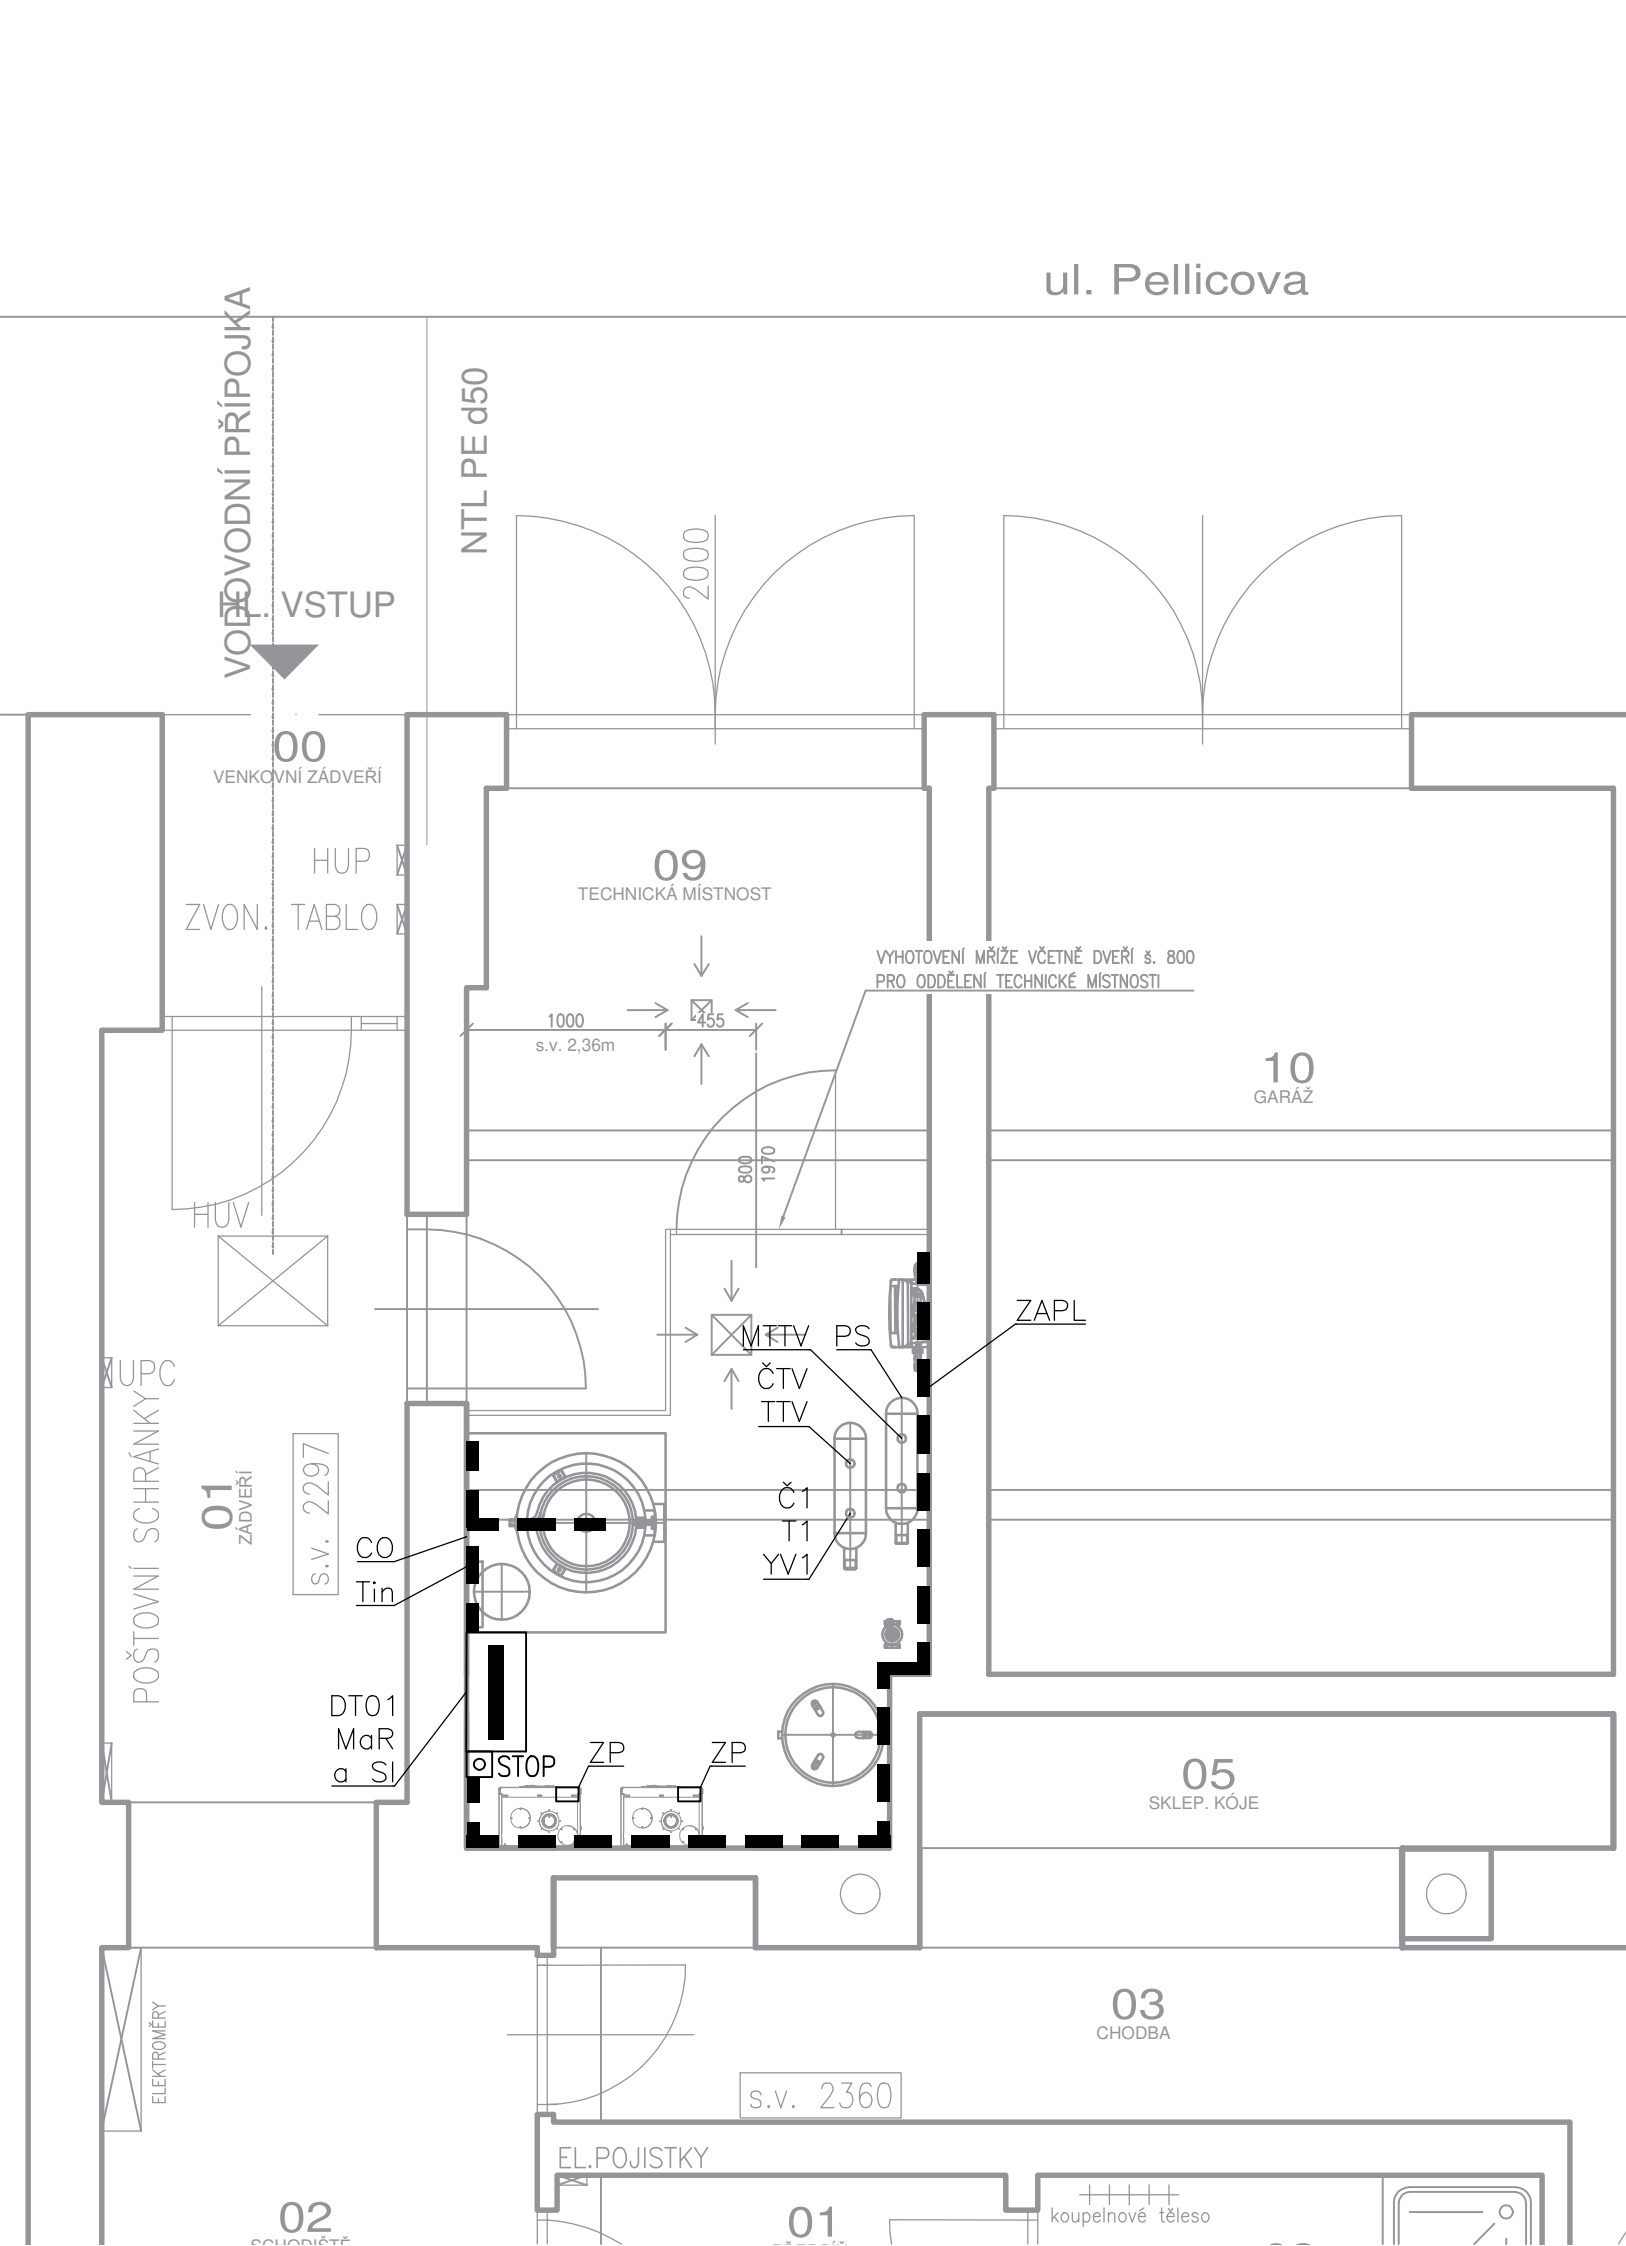 ul. Pellicova
VODOVODNÍ PŘÍPOJKA
NTL PE d50
2000
HL. VSTUP
00
VENKOVNÍ ZÁDVEŘÍ
HUP
ZVON. TABLO
09
TECHNICKÁ MÍSTNOST
VYHOTOVENÍ MŘÍŽE VČETNĚ DVEŘÍ š. 800
PRO ODDĚLENÍ TECHNICKÉ MÍSTNOSTI
1000
455
s.v. 2,36m
10
GARÁŽ
800
1970
HUV
ZAPL
MTTV
PS
ČTV
TTV
UPC
POŠTOVNÍ SCHRÁNKY
01
ZÁDVEŘÍ
s.v. 2297
Č1
T1
YV1
CO
Tin
DT01
MaR
a SI
STOP
ZP
ZP
05
SKLEP. KÓJE
03
CHODBA
ELEKTROMĚRY
s.v. 2360
EL.POJISTKY
02
SCHODIŠTĚ
01
koupelnové těleso